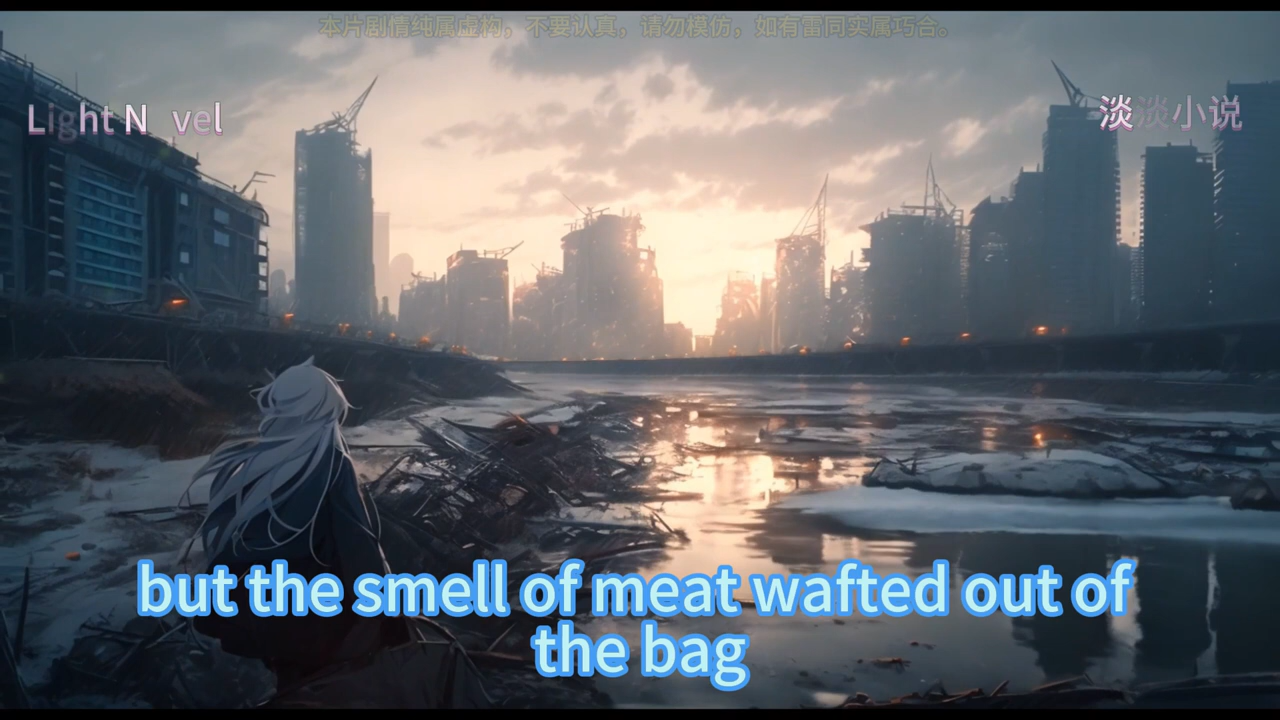 本片剧情纯属虚构，不要认真，请勿模仿，如有雷同实属巧合。
Light N vel
淡淡小说
but the smell of meat wafted out of
the bag